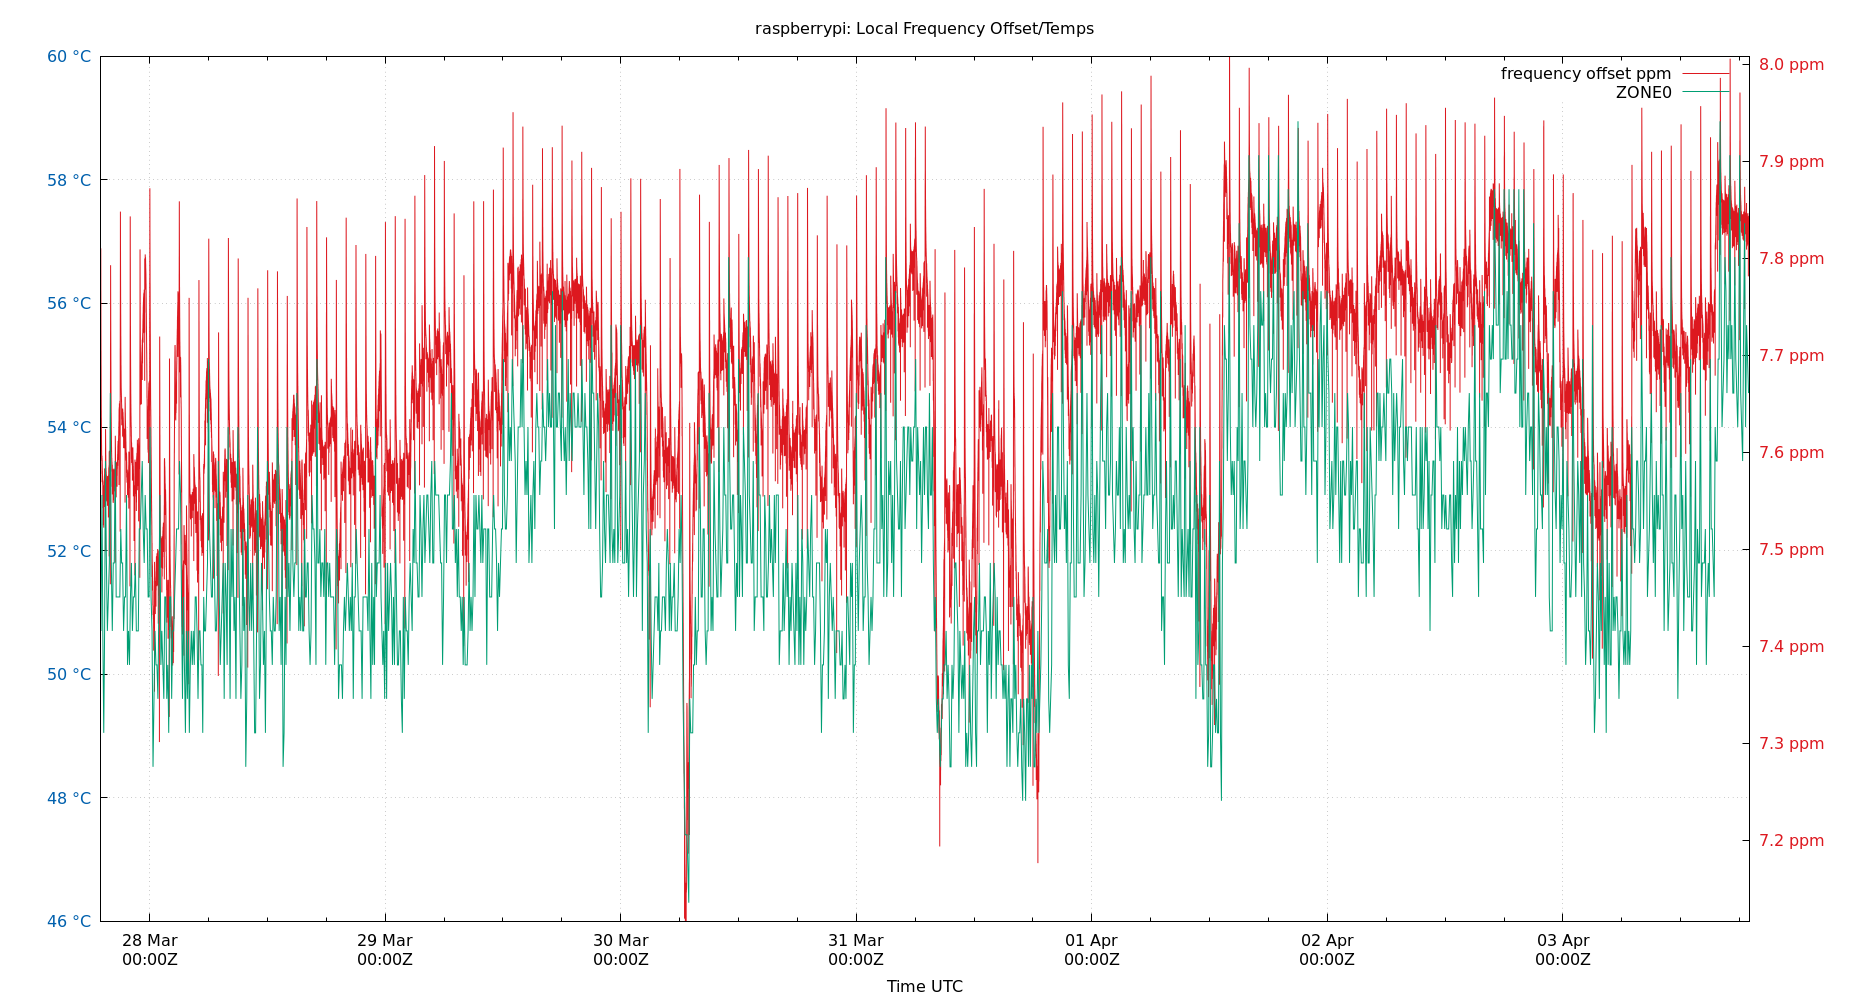 raspberrypi: Local Frequency Offset/Temps
60 °C
58 °C
56 °C
54 °C
52 °C
50 °C
48 °C
46 °C
8.0 ppm
7.9 ppm
7.8 ppm
7.7 ppm
7.6 ppm
7.5 ppm
7.4 ppm
7.3 ppm
7.2 ppm
frequency offset ppm
ZONE0
28 Mar
00:00Z
29 Mar
00:00Z
30 Mar
00:00Z
31 Mar
00:00Z
01 Apr
00:00Z
02 Apr
00:00Z
03 Apr
00:00Z
Time UTC